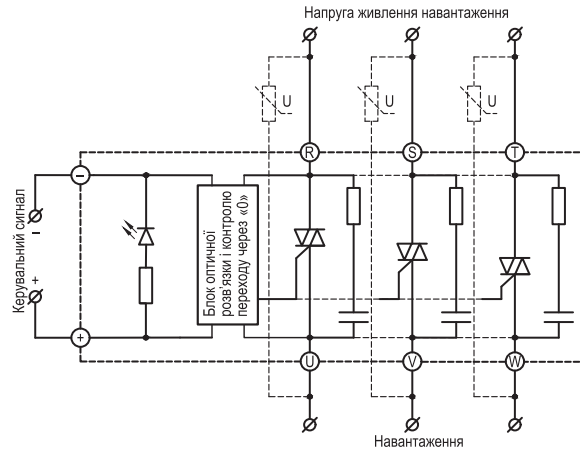 Напруга живлення навантаження
U U U
R S T
Керувальний сигнал
–
+
–
+
Блок оптичної
розв'язки і контролю
переходу через «0»
U V W
Навантаження